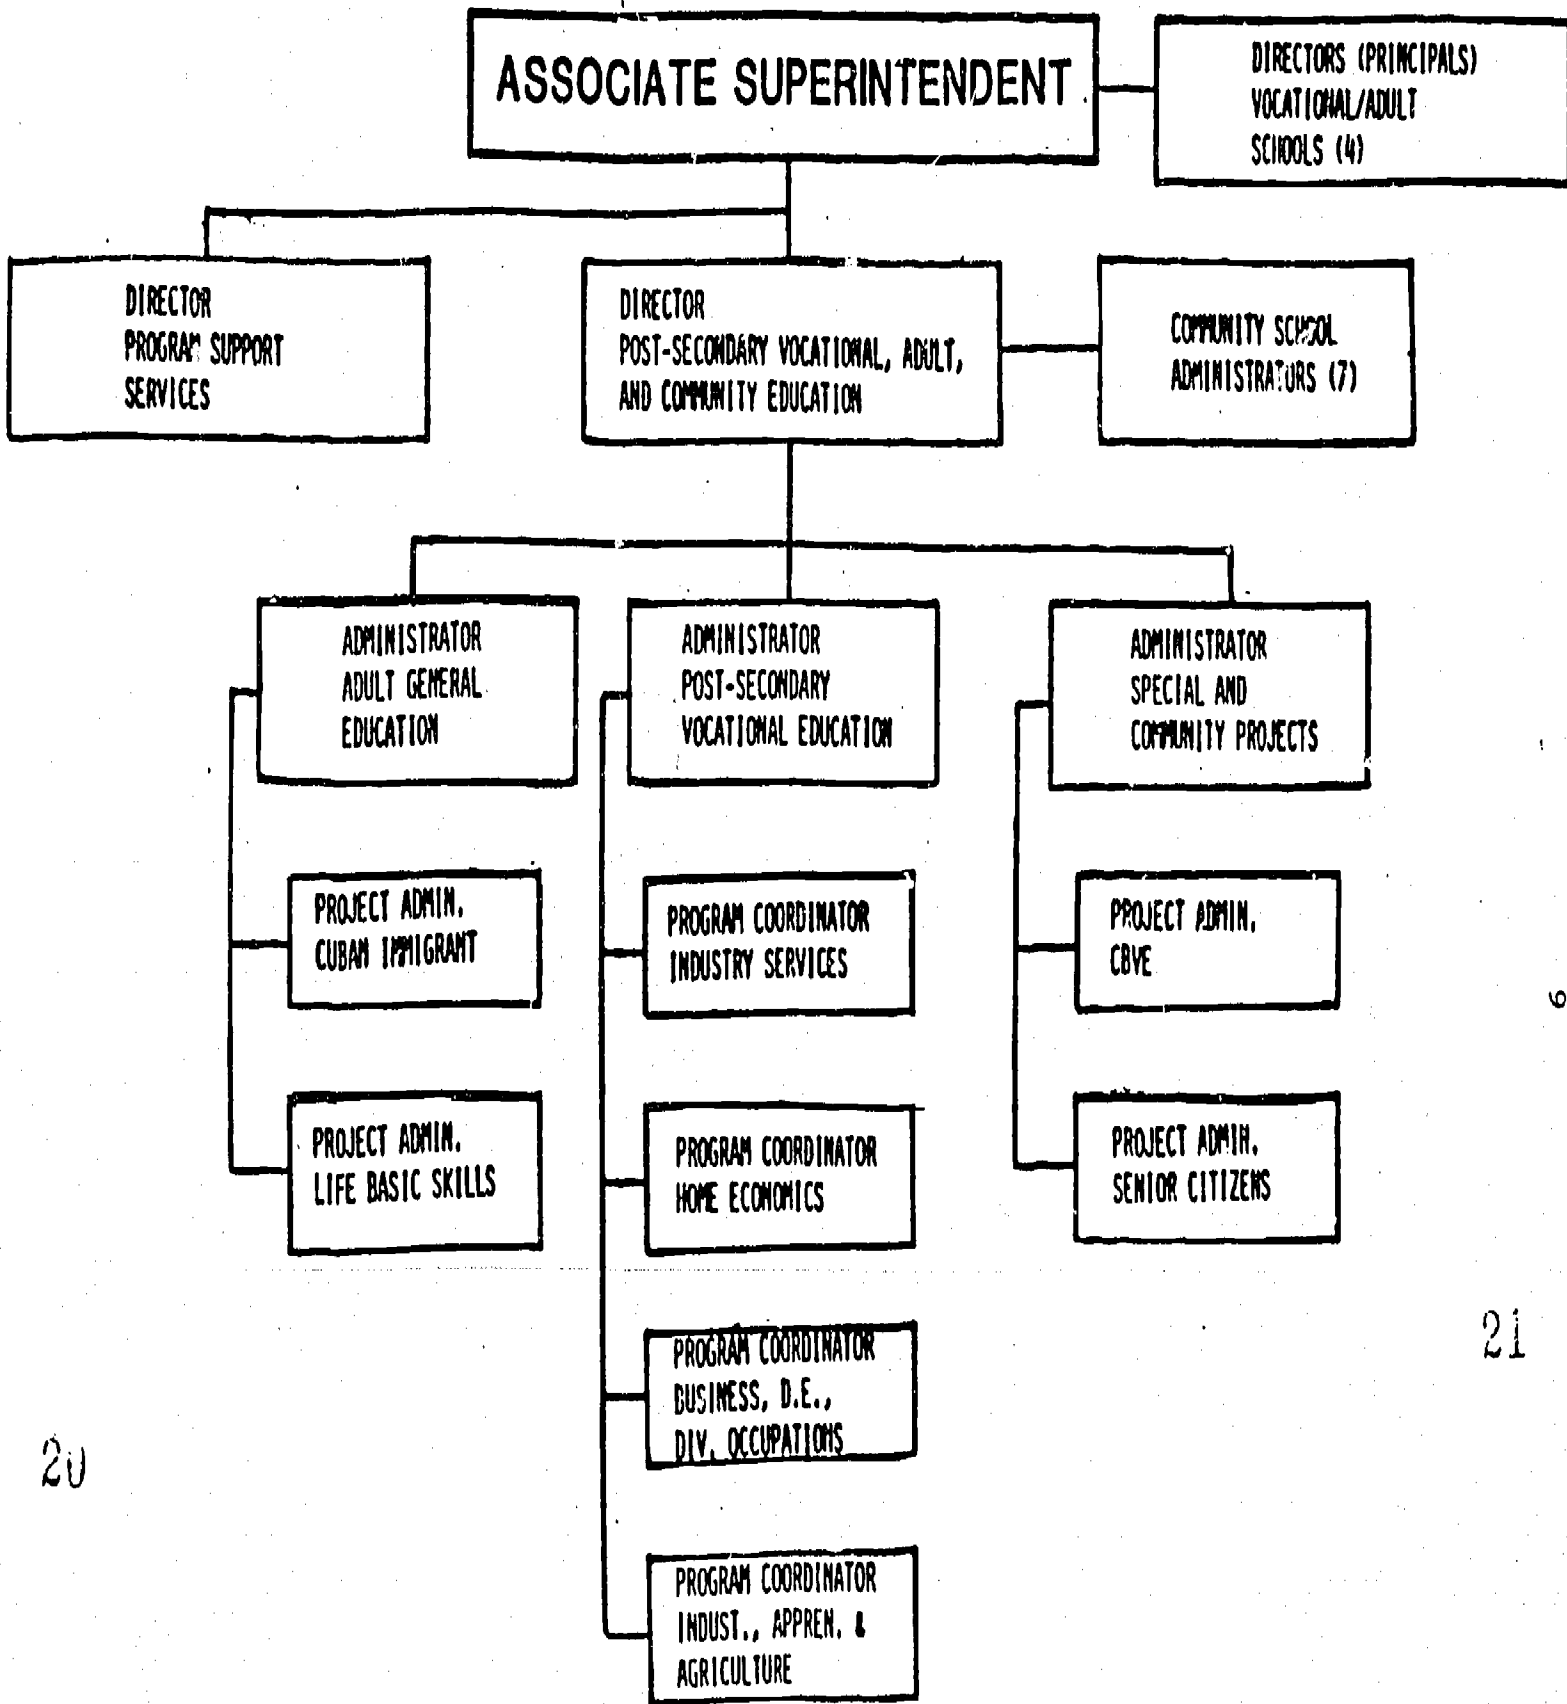 ASSOCIATE SUPERINTENDENT
DIRECTORS (PRINCIPALS)
VOCATIONAL/ADULT
SCHOOLS (4)
DIRECTOR
PROGRAM SUPPORT
SERVICES
DIRECTOR
POST-SECONDARY VOCATIONAL, ADULT,
AND COMMUNITY EDUCATION
COMMUNITY SCHOOL
ADMINISTRATORS (7)
ADMINISTRATOR
ADULT GENERAL
EDUCATION
ADMINISTRATOR
POST-SECONDARY
VOCATIONAL EDUCATION
ADMINISTRATOR
SPECIAL AND
COMMUNITY PROJECTS
PROJECT ADMIN.
CUBAN IMMIGRANT
PROJECT ADMIN.
LIFE BASIC SKILLS
PROGRAM COORDINATOR
INDUSTRY SERVICES
PROGRAM COORDINATOR
HOME ECONOMICS
PROGRAM COORDINATOR
BUSINESS, D.E.,
DIV. OCCUPATIONS
PROGRAM COORDINATOR
INDUST., APPREN. &
AGRICULTURE
PROJECT ADMIN.
CBVE
PROJECT ADMIN.
SENIOR CITIZENS
9
20
21